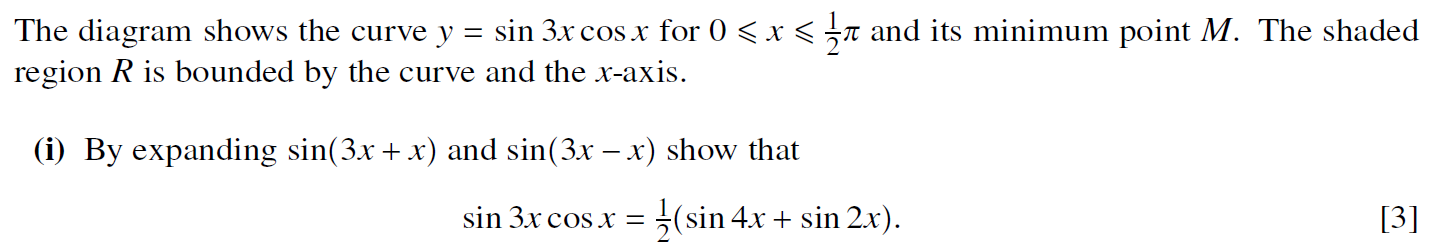 The diagram shows the curve y = sin 3x cos x for 0 ⩽ x ⩽ ½π and its minimum point M. The shaded
region R is bounded by the curve and the x-axis.
(i) By expanding sin(3x + x) and sin(3x − x) show that
sin 3x cos x = ½(sin 4x + sin 2x). [3]